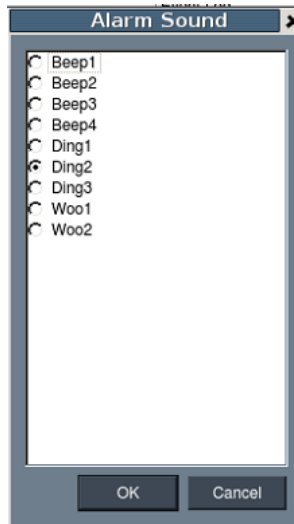 Alarm Sound
Beep1
Beep2
Beep3
Beep4
Ding1
Ding2
Ding3
Woo1
Woo2
OK Cancel